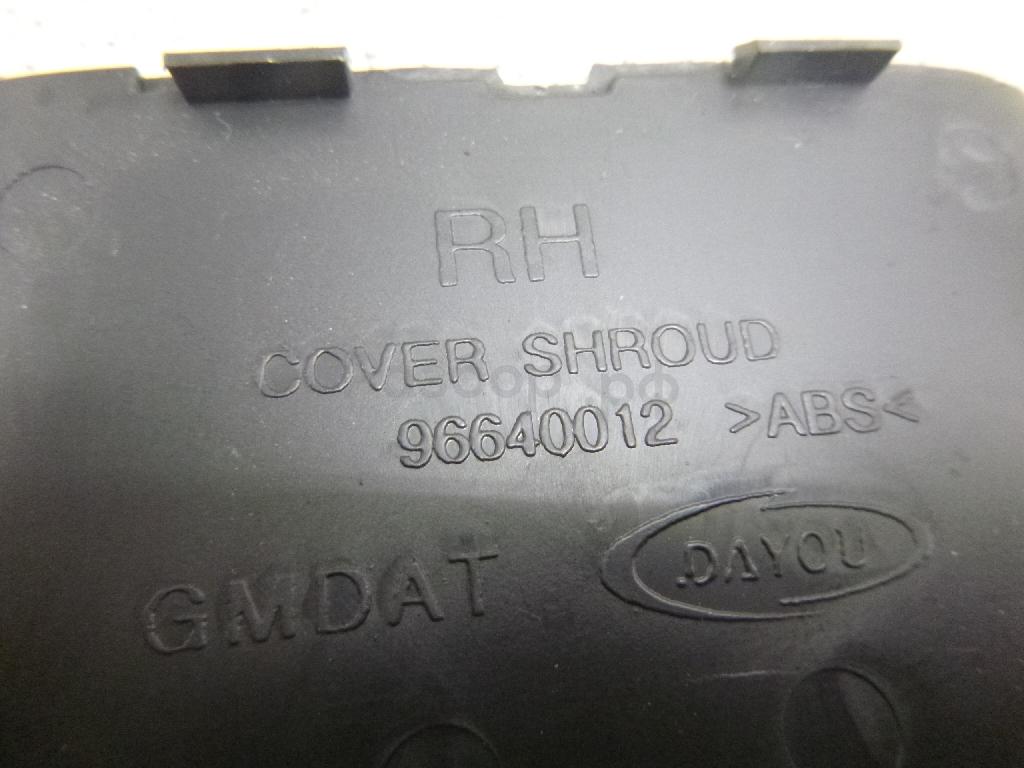 RH
COVER SHROUD
96640012 >ABS<
GMDAT
DAYOU